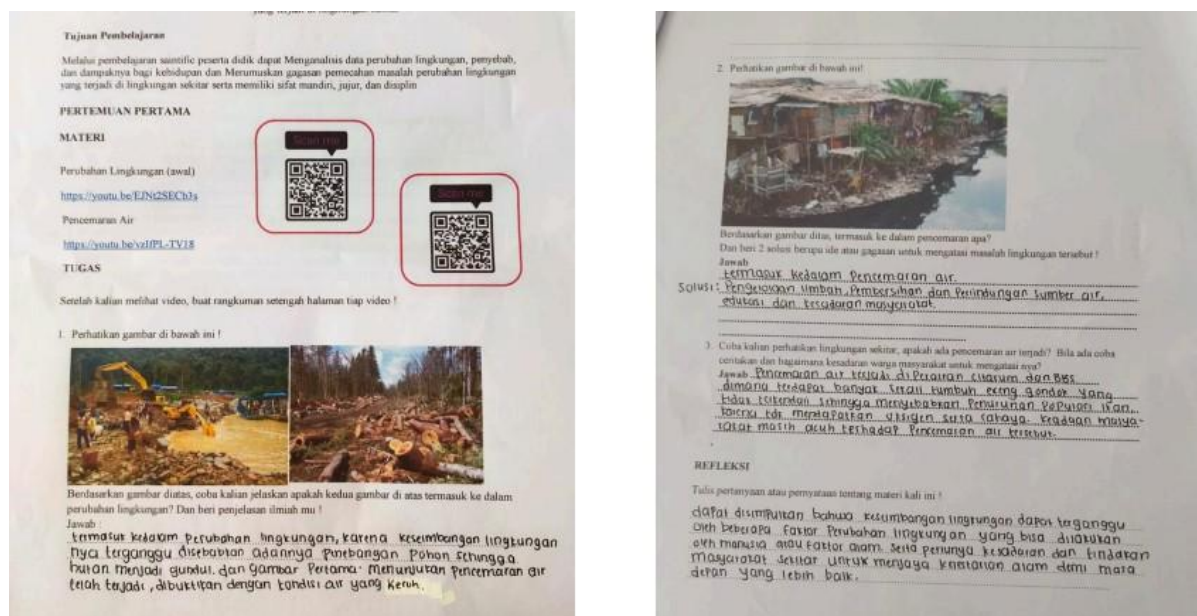 yang terjadi di lingkungan sekitar
Tujuan Pembelajaran
Melalui pembelajaran saintific peserta didik dapat Menganalisis data perubahan lingkungan, penyebab,
dan dampaknya bagi kehidupan dan Merumuskan gagasan pemecahan masalah perubahan lingkungan
yang terjadi di lingkungan sekitar serta memiliki sifat mandiri, jujur, dan disiplin
PERTEMUAN PERTAMA
MATERI
Scan me
Perubahan Lingkungan (awal)
https://youtu.be/EJNt2SECb3s
Scan me
Pencemaran Air
https://youtu.be/vzIfPL-TV18
TUGAS
Setelah kalian melihat video, buat rangkuman setengah halaman tiap video !
1. Perhatikan gambar di bawah ini !
Berdasarkan gambar diatas, coba kalian jelaskan apakah kedua gambar di atas termasuk ke dalam
perubahan lingkungan? Dan beri penjelasan ilmiah mu !
Jawab :
termasuk kedalam perubahan lingkungan, karena keseimbangan lingkungan
nya terganggu disebabkan adannya penebangan pohon sehingga
hutan menjadi gundul. dan gambar Pertama menunjukan Pencemaran air
telah terjadi, dibuktikan dengan kondisi air yang keruh.
2. Perhatikan gambar di bawah ini!
Berdasarkan gambar ditas, termasuk ke dalam pencemaran apa?
Dan beri 2 solusi berupa ide atau gagasan untuk mengatasi masalah lingkungan tersebut !
Jawab
termasuk kedalam Pencemaran air.
Solusi: Pengelolaan limbah, Pembersihan dan Perlindungan sumber air,
edukasi dan kesadaran masyarakat.
3. Coba kalian perhatikan lingkungan sekitar, apakah ada pencemaran air terjadi? Bila ada coba
ceritakan dan bagaimana kesadaran warga masyarakat untuk mengatasi nya?
Jawab Pencemaran air terjadi di Perairan citarum dan BBS
dimana terdapat banyak sekali tumbuh eceng gondok yang
tidak terkendali sehingga menyebabkan Penurunan Populasi ikan,
karena tdk mendapatkan oksigen serta cahaya. keadaan masya-
rakat masih acuh terhadap Pencemaran air tersebut.
REFLEKSI
Tulis pertanyaan atau pernyataan tentang materi kali ini !
dapat disimpulkan bahwa keseimbangan lingkungan dapat terganggu
oleh beberapa faktor Perubahan lingkungan yang bisa dilakukan
oleh manusia atau faktor alam. serta perlunya kesadaran dan tindakan
masyarakat sekitar untuk menjaga kelestarian alam demi masa
depan yang lebih baik.